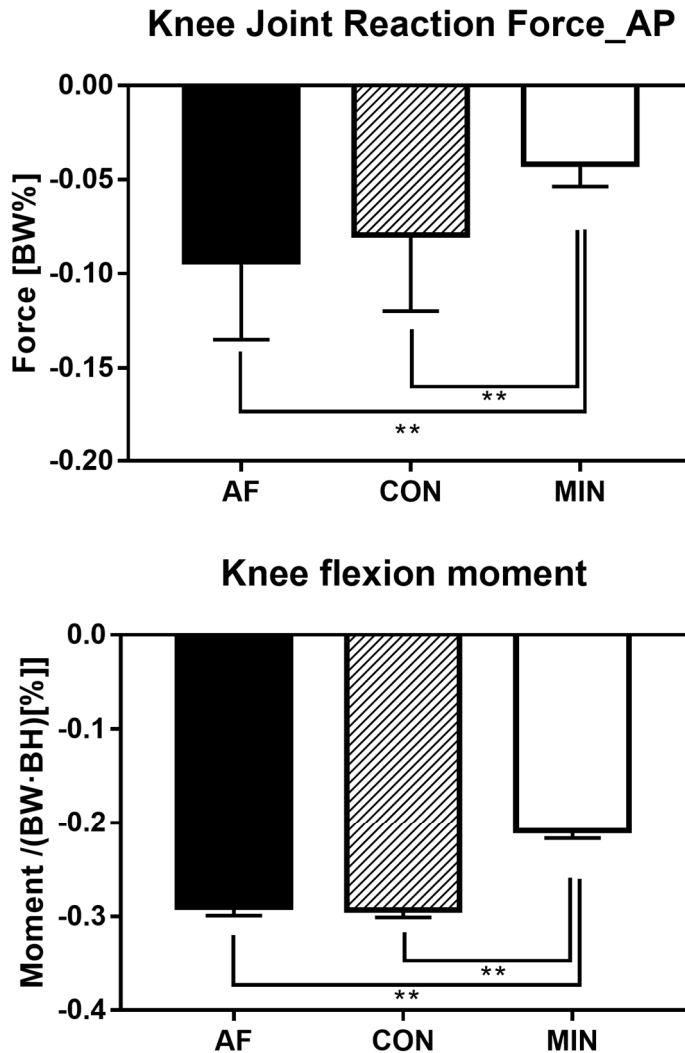 Knee Joint Reaction Force_AP
Force [BW%]
0.00
-0.05
-0.10
-0.15
-0.20
**
**
AF CON MIN
Knee flexion moment
Moment /(BW·BH)[%]]
0.0
-0.1
-0.2
-0.3
-0.4
**
**
AF CON MIN